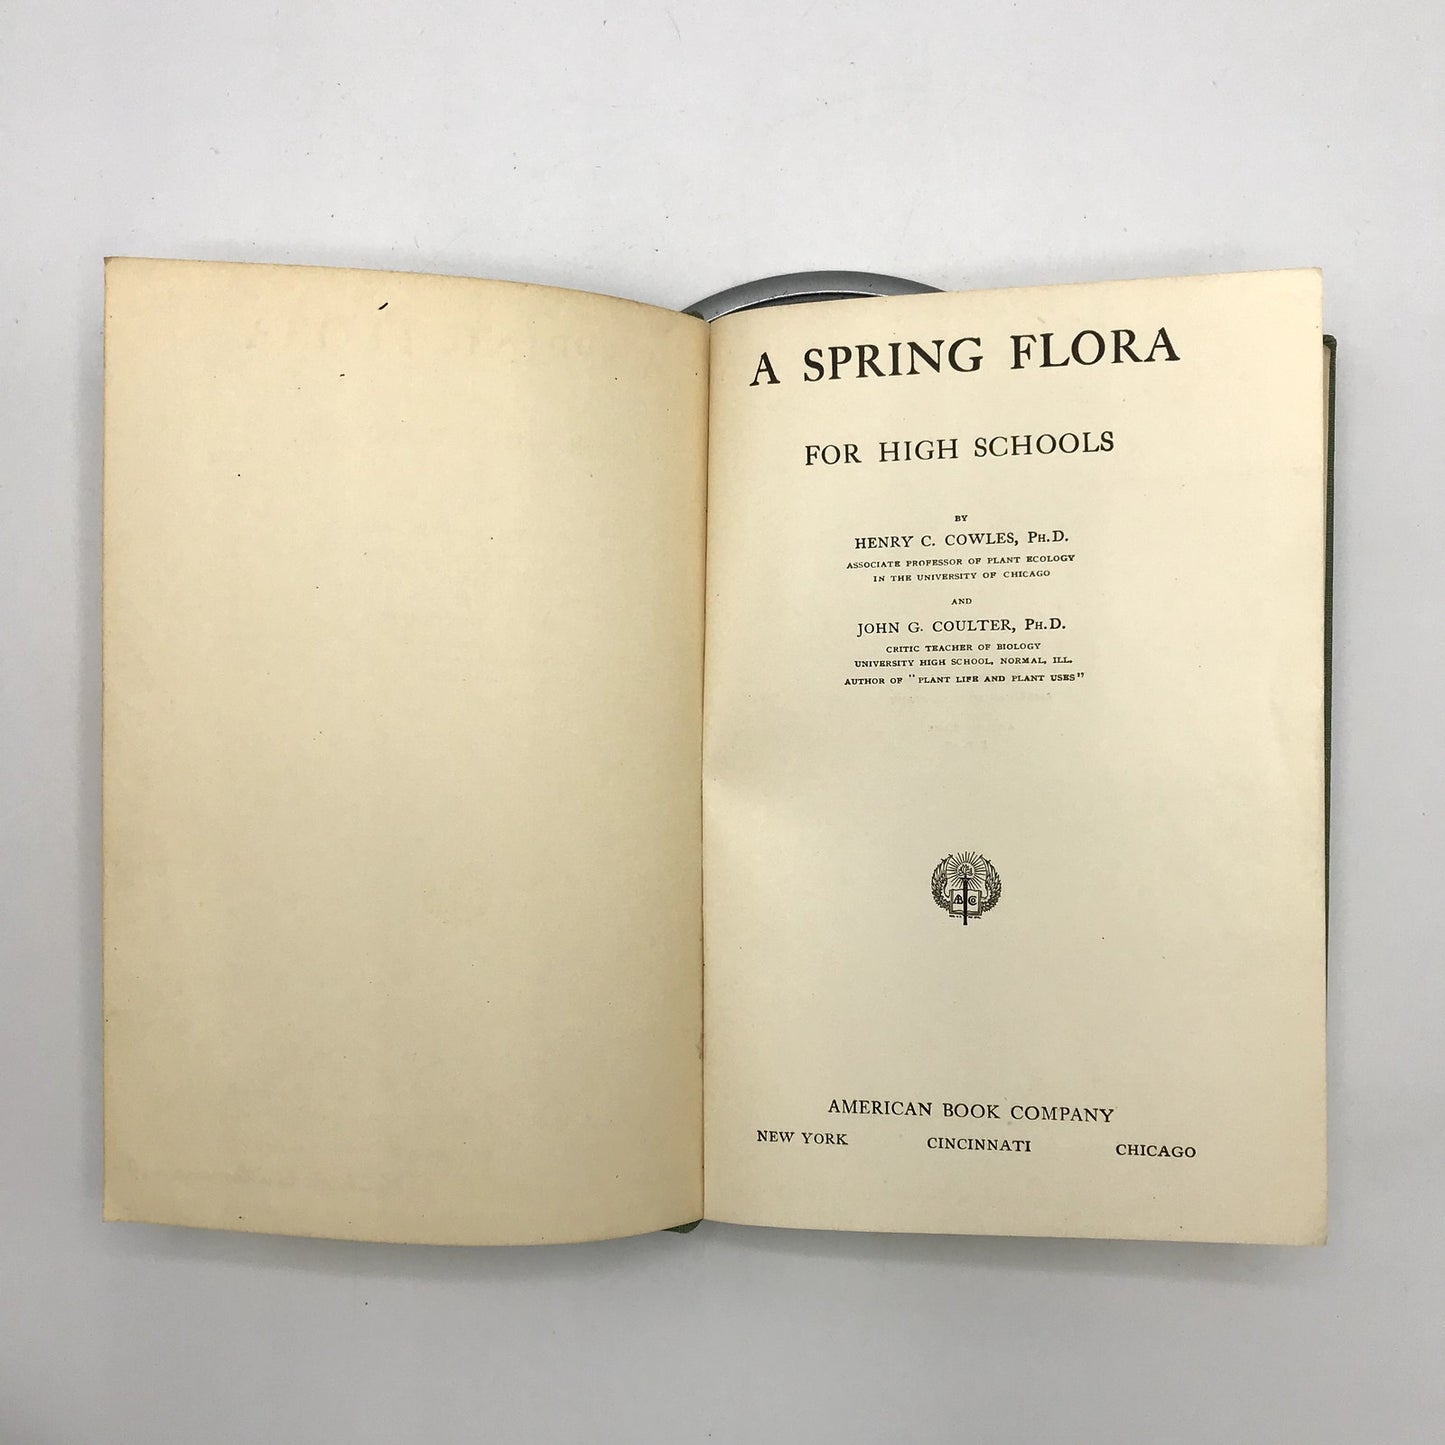 A SPRING FLORA
FOR HIGH SCHOOLS
BY
HENRY C. COWLES, PH.D.
ASSOCIATE PROFESSOR OF PLANT ECOLOGY
IN THE UNIVERSITY OF CHICAGO
AND
JOHN G. COULTER, PH.D.
CRITIC TEACHER OF BIOLOGY
UNIVERSITY HIGH SCHOOL, NORMAL, ILL.
AUTHOR OF "PLANT LIFE AND PLANT USES"
ABC
AMERICAN BOOK COMPANY
NEW YORK CINCINNATI CHICAGO